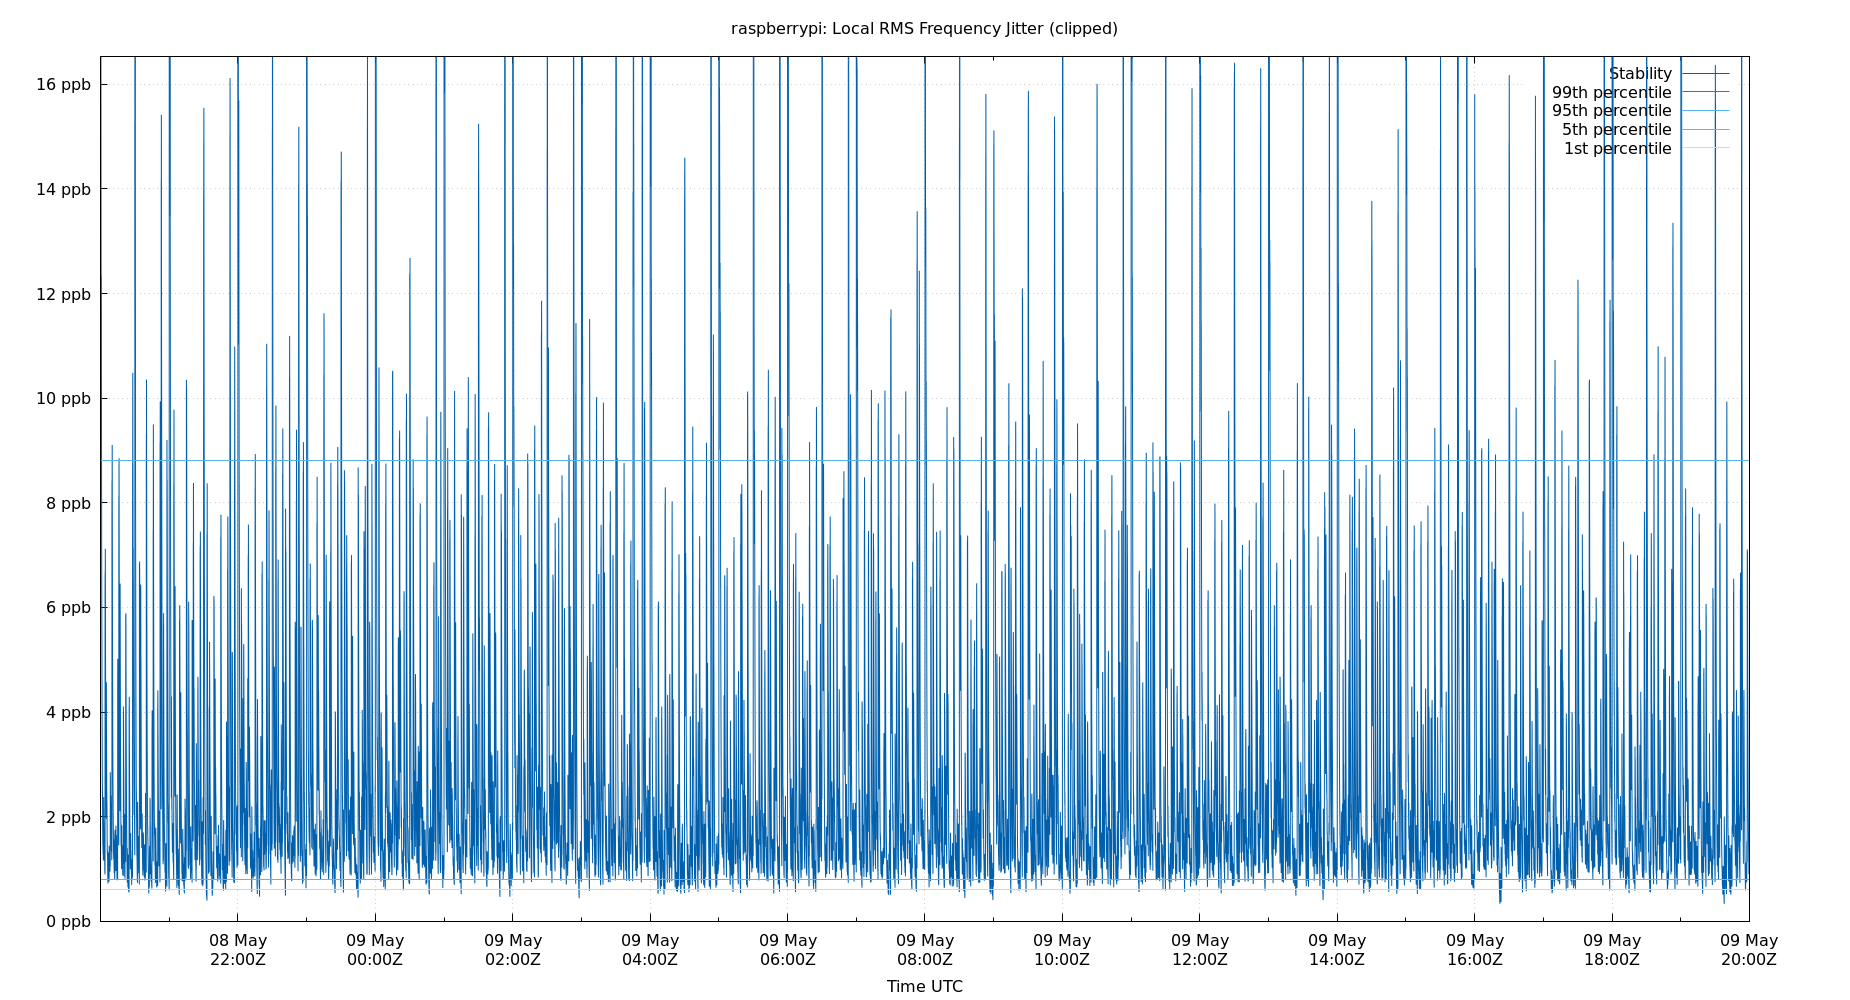 raspberrypi: Local RMS Frequency Jitter (clipped)
16 ppb
14 ppb
12 ppb
10 ppb
8 ppb
6 ppb
4 ppb
2 ppb
0 ppb
Stability
99th percentile
95th percentile
5th percentile
1st percentile
08 May 09 May 09 May 09 May 09 May 09 May 09 May 09 May 09 May 09 May 09 May 09 May
22:00Z 00:00Z 02:00Z 04:00Z 06:00Z 08:00Z 10:00Z 12:00Z 14:00Z 16:00Z 18:00Z 20:00Z
Time UTC